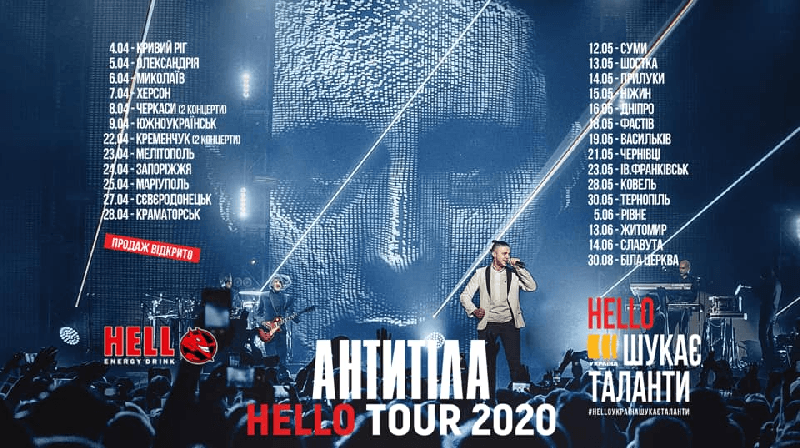 4.04 - КРИВИЙ РІГ
5.04 - ОЛЕКСАНДРІЯ
6.04 - МИКОЛАЇВ
7.04 - ХЕРСОН
8.04 - ЧЕРКАСИ (2 КОНЦЕРТИ)
9.04 - ЮЖНОУКРАЇНСЬК
22.04 - КРЕМЕНЧУК (2 КОНЦЕРТИ)
23.04 - МЕЛІТОПОЛЬ
24.04 - ЗАПОРІЖЖЯ
25.04 - МАРІУПОЛЬ
27.04 - СЄВЄРОДОНЕЦЬК
28.04 - КРАМАТОРСЬК
ПРОДАЖ ВІДКРИТО
12.05 - СУМИ
13.05 - ШОСТКА
14.05 - ПРИЛУКИ
15.05 - НІЖИН
16.05 - ДНІПРО
18.05 - ФАСТІВ
19.05 - ВАСИЛЬКІВ
21.05 - ЧЕРНІВЦІ
23.05 - ІВ.ФРАНКІВСЬК
28.05 - КОВЕЛЬ
30.05 - ТЕРНОПІЛЬ
5.06 - РІВНЕ
13.06 - ЖИТОМИР
14.06 - СЛАВУТА
30.08 - БІЛА ЦЕРКВА
HELL
ENERGY DRINK
АНТИТІЛА
HELLO TOUR 2020
HELLO
УКРАЇНА ШУКАЄ
ТАЛАНТИ
#HELLOУКРАЇНАШУКАЄТАЛАНТИ